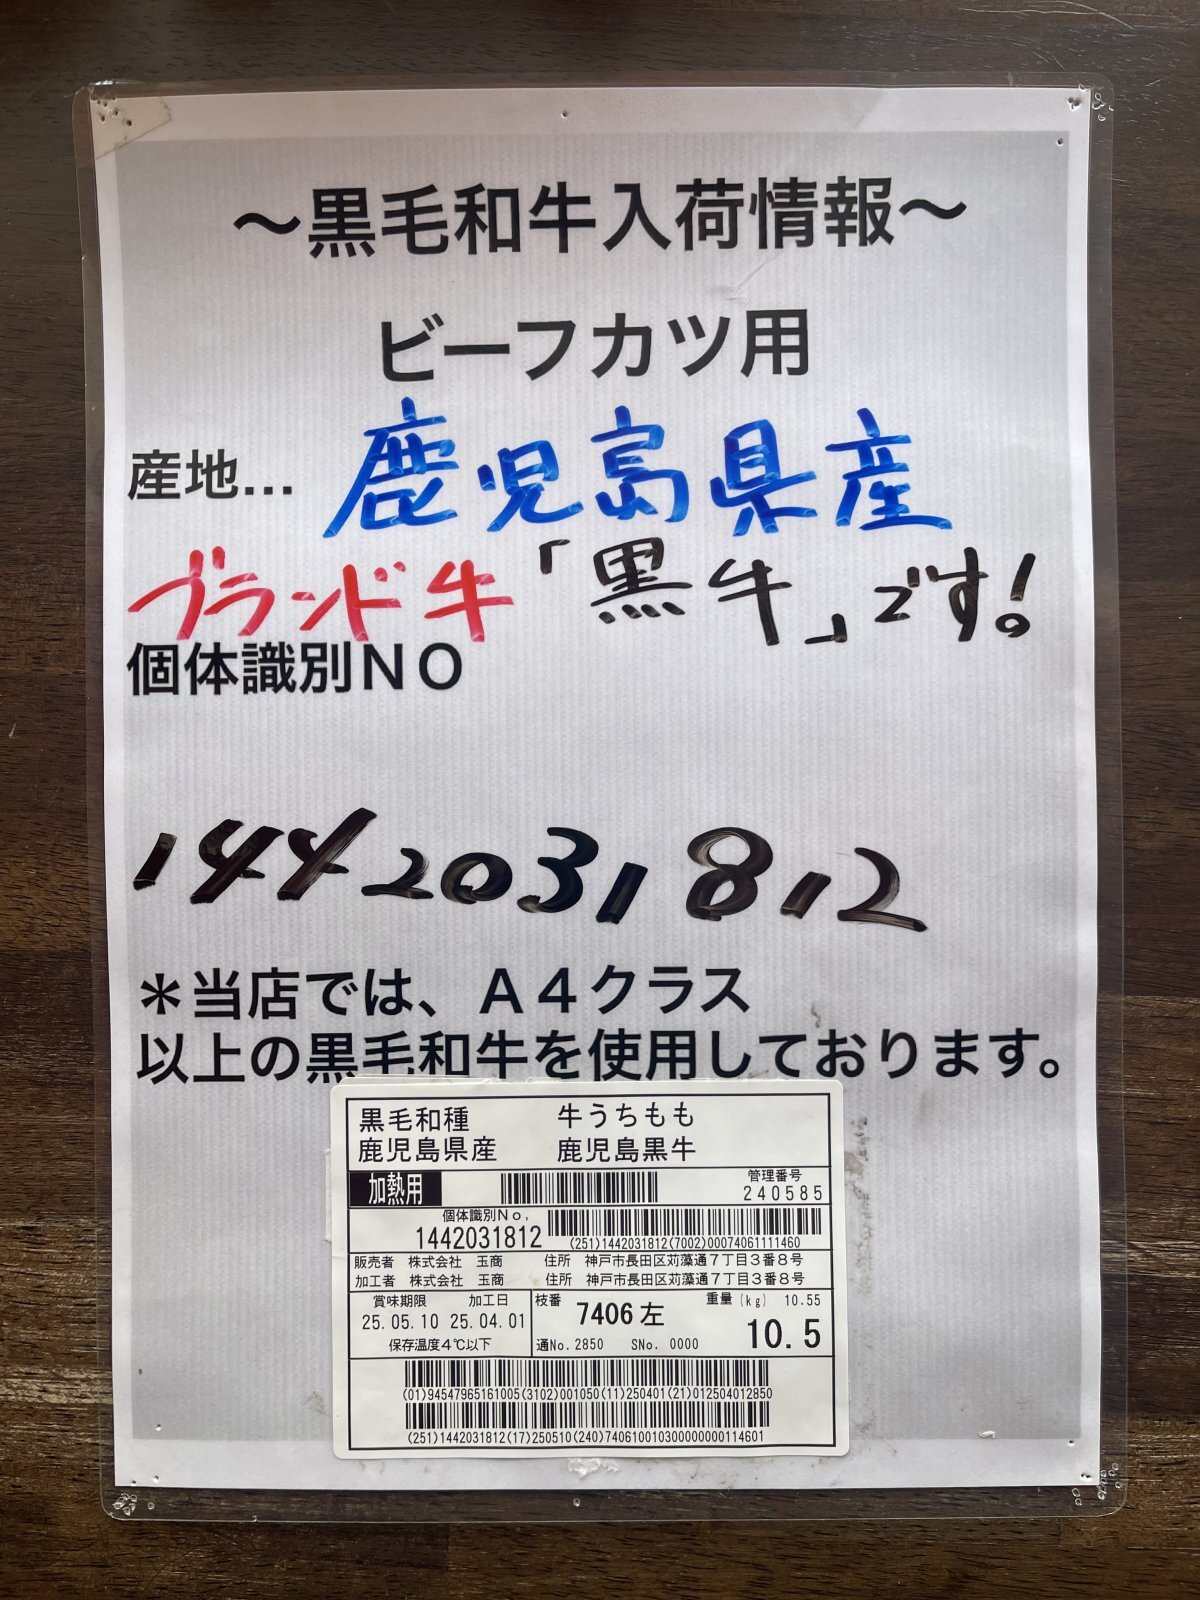 ～黒毛和牛入荷情報～
ビーフカツ用
産地… 鹿児島県産
ブランド牛「黒牛」です!
個体識別ＮＯ
1442031812
＊当店では、Ａ４クラス
以上の黒毛和牛を使用しております。
黒毛和種 牛うちもも
鹿児島県産 鹿児島黒牛
加熱用 管理番号
240585
個体識別Ｎｏ,
1442031812 (251)1442031812(7002)00074061111460
販売者 株式会社 玉商 住所 神戸市長田区苅藻通７丁目３番８号
加工者 株式会社 玉商 住所 神戸市長田区苅藻通７丁目３番８号
賞味期限 加工日 枝番 7406 左 重量(kg) 10.55
25.05.10 25.04.01 10.5
保存温度４℃以下 通No.2850 SNo. 0000
(01)94547965161005(3102)001050(11)250401(21)012504012850
(251)1442031812(17)250510(240)74061001030000000114601